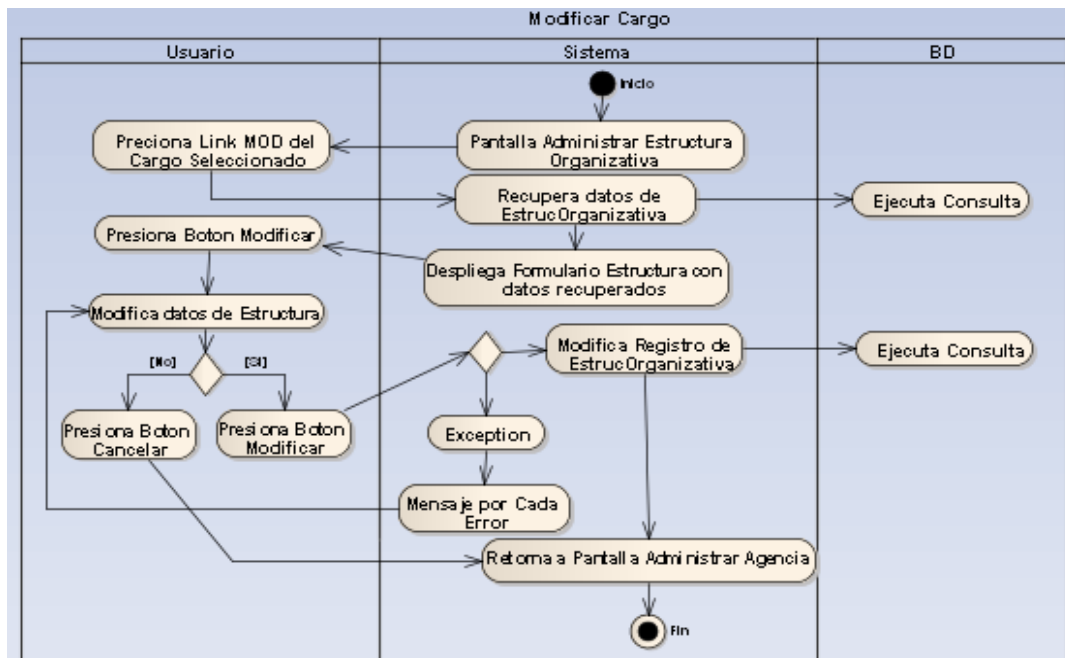 Modificar Cargo
Usuario
Sistema
BD
Inicio
Preciona Link MOD del
Cargo Seleccionado
Pantalla Administrar Estructura
Organizativa
Recupera datos de
EstrucOrganizativa
Ejecuta Consulta
Presiona Boton Modificar
Despliega Formulario Estructura con
datos recuperados
Modifica datos de Estructura
[No]
[SI]
Modifica Registro de
EstrucOrganizativa
Ejecuta Consulta
Presiona Boton
Cancelar
Presiona Boton
Modificar
Exception
Mensaje por Cada
Error
Retorna a Pantalla Administrar Agencia
Fin